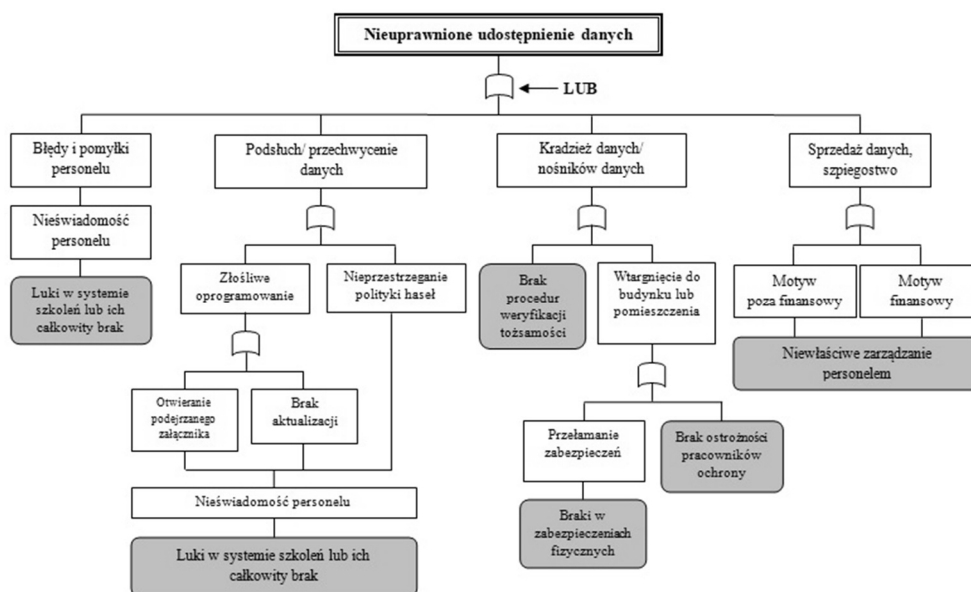 Nieuprawnione udostępnienie danych
LUB
Błędy i pomyłki
personelu
Podsłuch/ przechwycenie
danych
Kradzież danych/
nośników danych
Sprzedaż danych,
szpiegostwo
Nieświadomość
personelu
Luki w systemie
szkoleń lub ich
całkowity brak
Złośliwe
oprogramowanie
Nieprzestrzeganie
polityki haseł
Brak
procedur
weryfikacji
tożsamości
Wtargnięcie do
budynku lub
pomieszczenia
Motyw
poza finansowy
Motyw
finansowy
Niewłaściwe zarządzanie
personelem
Otwieranie
podejrzanego
załącznika
Brak
aktualizacji
Przełamanie
zabezpieczeń
Brak ostrożności
pracowników
ochrony
Nieświadomość personelu
Braki w
zabezpieczeniach
fizycznych
Luki w systemie szkoleń lub ich
całkowity brak